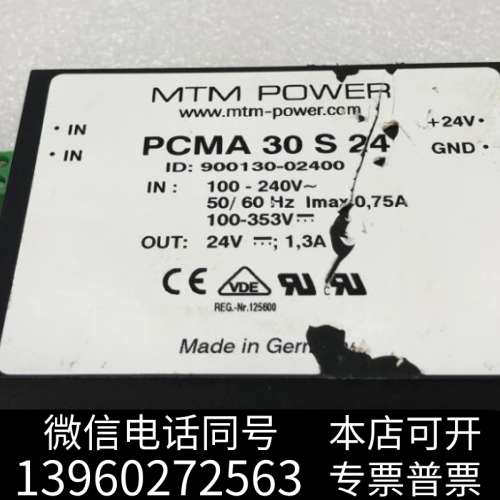 MTM POWER
www.mtm-power.com
IN
IN
+24V
GND
PCMA 30 S 24
ID: 900130-02400
IN : 100 - 240V~
50/ 60 Hz Imax.0,75A
100-353V⎓
OUT: 24V ⎓; 1,3A
CE VDE
REG.-Nr.125600
Made in Germany
微信电话同号
13960272563
本店可开
专票普票